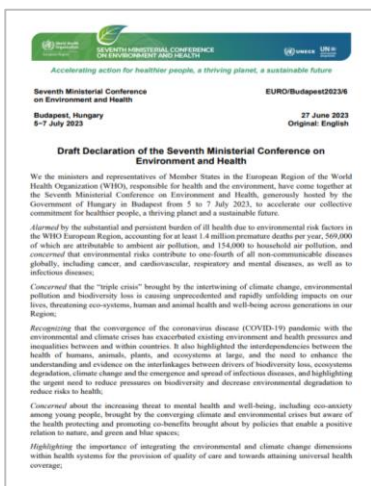 World Health
Organization
SEVENTH MINISTERIAL CONFERENCE
ON ENVIRONMENT AND HEALTH
UNECE
UN
Accelerating action for healthier people, a thriving planet, a sustainable future
Seventh Ministerial Conference
on Environment and Health
EURO/Budapest2023/6
Budapest, Hungary
5–7 July 2023
27 June 2023
Original: English
Draft Declaration of the Seventh Ministerial Conference on
Environment and Health
We the ministers and representatives of Member States in the European Region of the World
Health Organization (WHO), responsible for health and the environment, have come together at
the Seventh Ministerial Conference on Environment and Health, generously hosted by the
Government of Hungary in Budapest from 5 to 7 July 2023, to accelerate our collective
commitment for healthier people, a thriving planet and a sustainable future.
Alarmed by the substantial and persistent burden of ill health due to environmental risk factors in
the WHO European Region, accounting for at least 1.4 million premature deaths per year, 569,000
of which are attributable to ambient air pollution, and 154,000 to household air pollution, and
concerned that environmental risks contribute to one-fourth of all non-communicable diseases
globally, including cancer, and cardiovascular, respiratory and mental diseases, as well as to
infectious diseases;
Concerned that the “triple crisis” brought by the intertwining of climate change, environmental
pollution and biodiversity loss is causing unprecedented and rapidly unfolding impacts on our
lives, threatening eco-systems, human and animal health and well-being across generations in our
Region;
Recognizing that the convergence of the coronavirus disease (COVID-19) pandemic with the
environmental and climate crises has exacerbated existing environment and health pressures and
inequalities between and within countries. It also highlighted the interdependencies between the
health of humans, animals, plants, and ecosystems at large, and the need to enhance the
understanding and evidence on the interlinkages between drivers of biodiversity loss, ecosystems
degradation, climate change and the emergence and spread of infectious diseases, and highlighting
the urgent need to reduce pressures on biodiversity and decrease environmental degradation to
reduce risks to health;
Concerned about the increasing threat to mental health and well-being, including eco-anxiety
among young people, brought by the converging climate and environmental crises but aware of
the health protecting and promoting co-benefits brought about by policies that enable a positive
relation to nature, and green and blue spaces;
Highlighting the importance of integrating the environmental and climate change dimensions
within health systems for the provision of quality of care and towards attaining universal health
coverage;